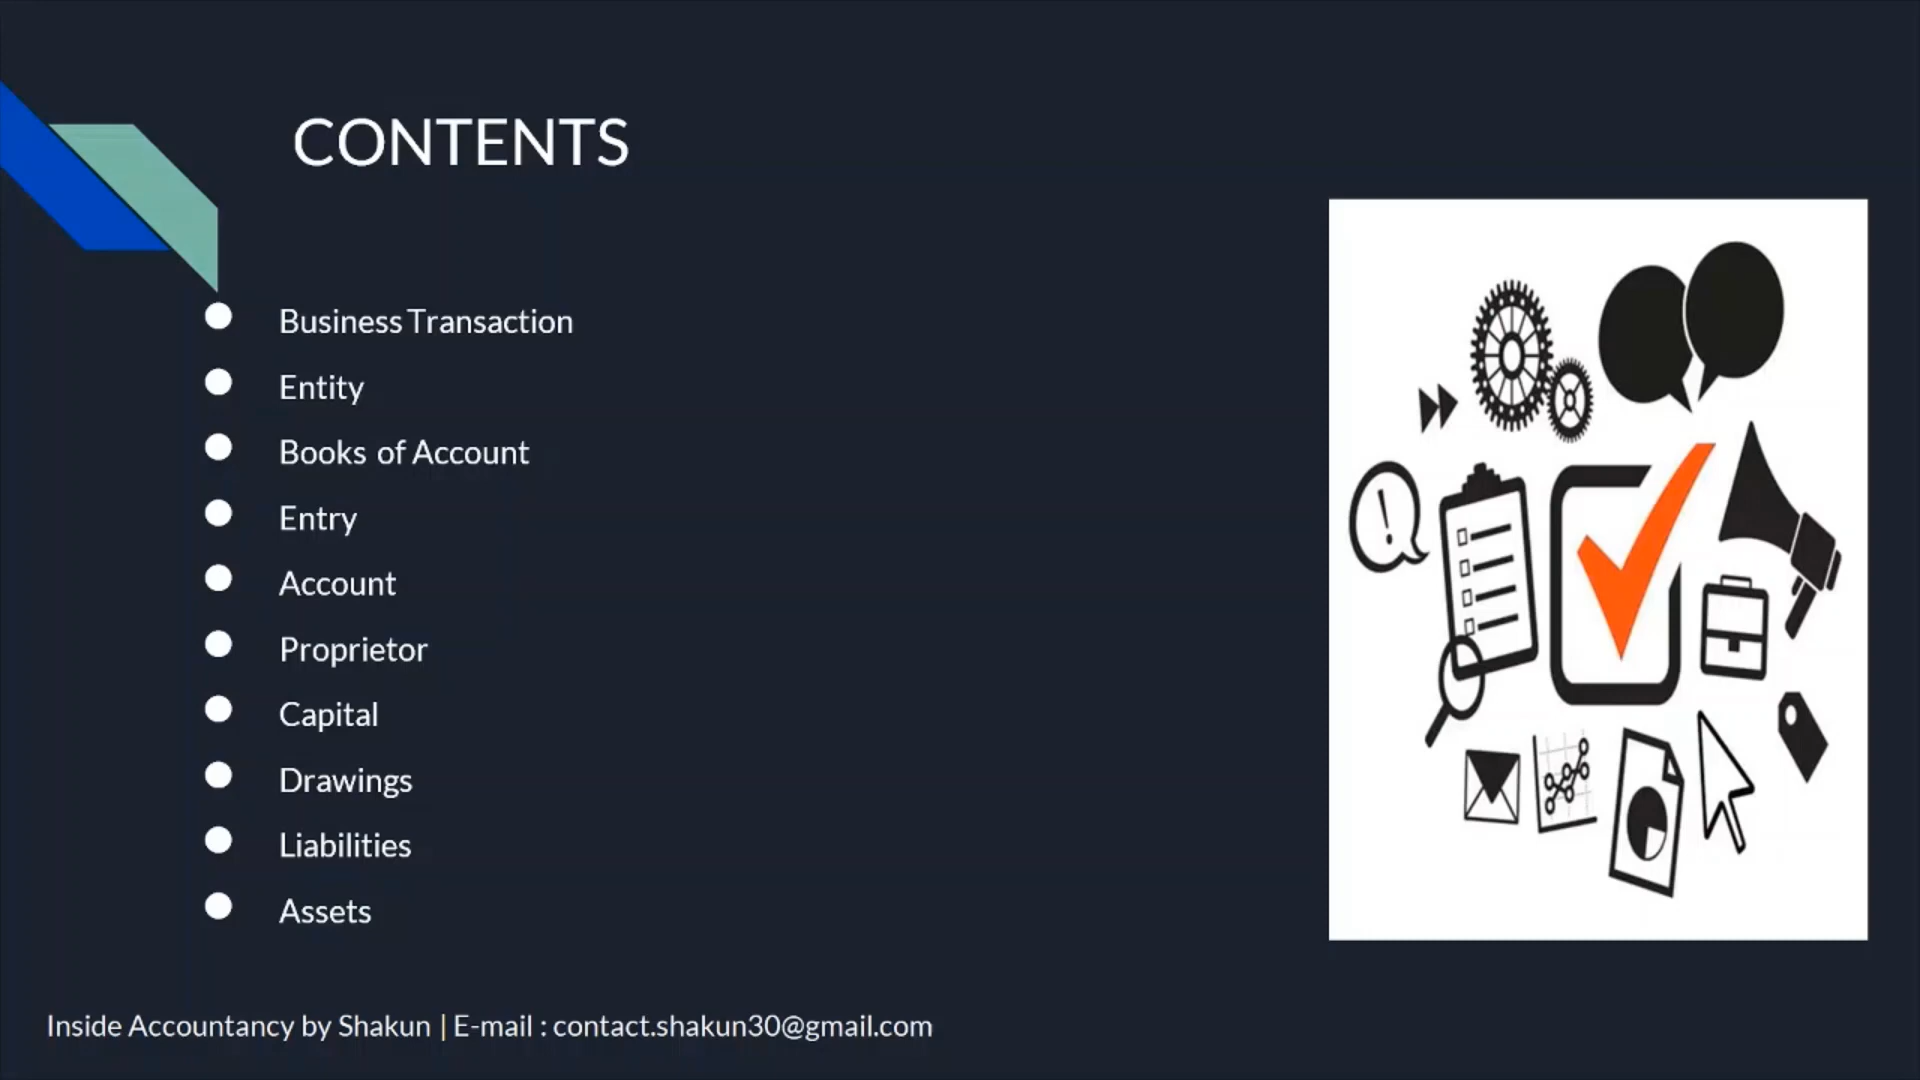 CONTENTS
Business Transaction
Entity
Books of Account
Entry
Account
Proprietor
Capital
Drawings
Liabilities
Assets
Inside Accountancy by Shakun | E-mail : contact.shakun30@gmail.com